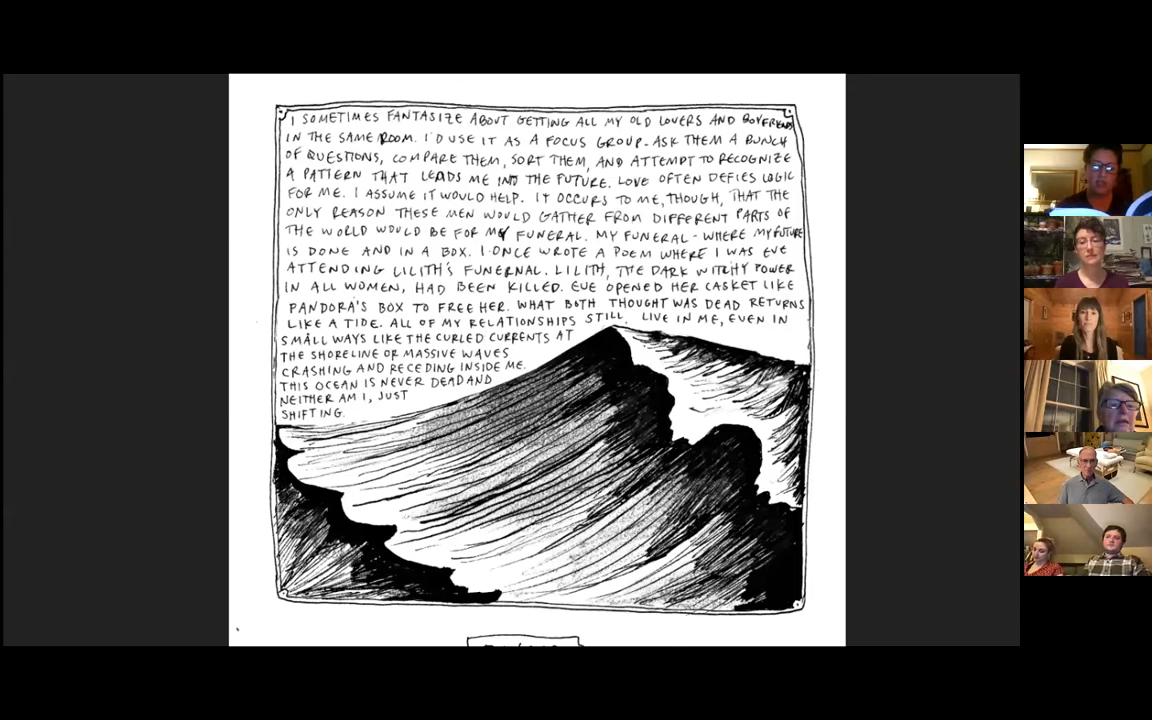 I SOMETIMES FANTASIZE ABOUT GETTING ALL MY OLD LOVERS AND BOYFRIENDS
IN THE SAME ROOM. I'D USE IT AS A FOCUS GROUP - ASK THEM A BUNCH
OF QUESTIONS, COMPARE THEM, SORT THEM, AND ATTEMPT TO RECOGNIZE
A PATTERN THAT LEADS ME INTO THE FUTURE. LOVE OFTEN DEFIES LOGIC
FOR ME. I ASSUME IT WOULD HELP. IT OCCURS TO ME, THOUGH, THAT THE
ONLY REASON THESE MEN WOULD GATHER FROM DIFFERENT PARTS OF
THE WORLD WOULD BE FOR MY FUNERAL. MY FUNERAL - WHERE MY FUTURE
IS DONE AND IN A BOX. I ONCE WROTE A POEM WHERE I WAS EVE
ATTENDING LILITH'S FUNERNAL. LILITH, THE DARK WITCHY POWER
IN ALL WOMEN, HAD BEEN KILLED. EVE OPENED HER CASKET LIKE
PANDORA'S BOX TO FREE HER. WHAT BOTH THOUGHT WAS DEAD RETURNS
LIKE A TIDE. ALL OF MY RELATIONSHIPS STILL LIVE IN ME, EVEN IN
SMALL WAYS LIKE THE CURLED CURRENTS AT
THE SHORELINE OR MASSIVE WAVES
CRASHING AND RECEDING INSIDE ME.
THIS OCEAN IS NEVER DEAD AND
NEITHER AM I, JUST
SHIFTING.